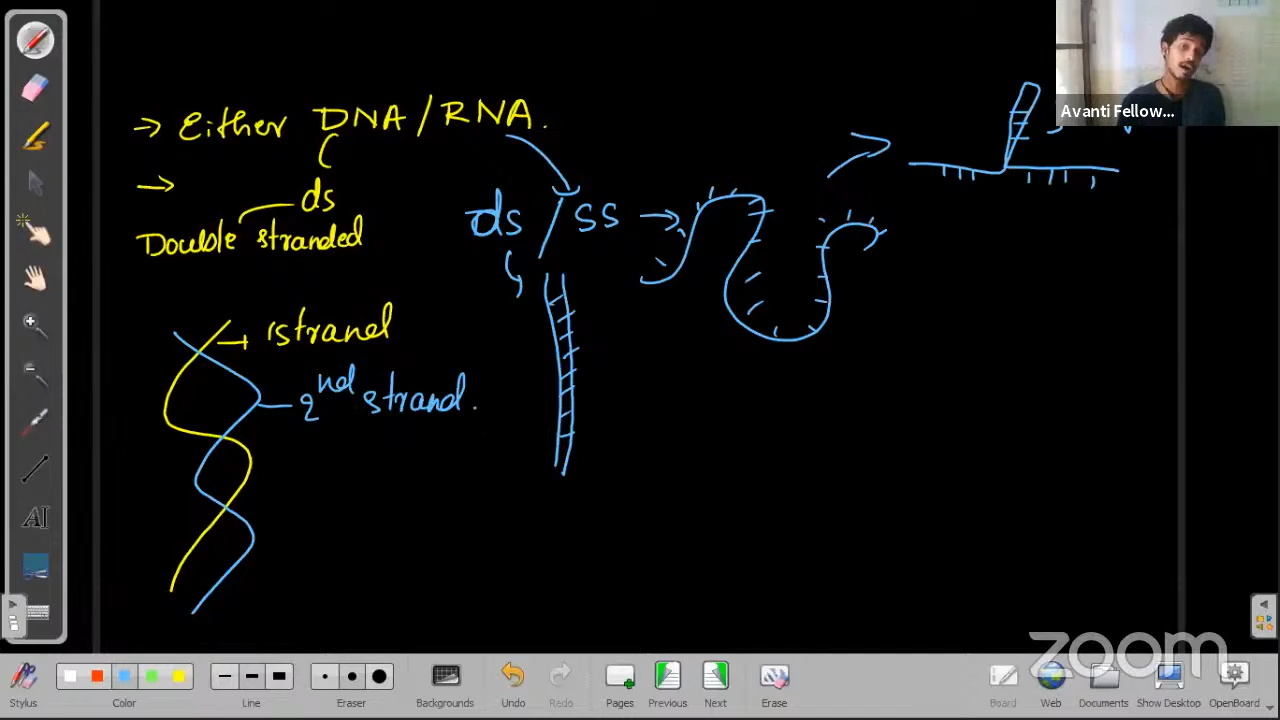 → Either DNA / RNA.
→
ds
Double stranded
ds / ss →
1strand
2nd strand.
Avanti Fellow...
zoom
Stylus
Color
Line
Eraser
Backgrounds
Undo
Redo
Pages
Previous
Next
Erase
Board
Web
Documents
Show Desktop
OpenBoard
AI